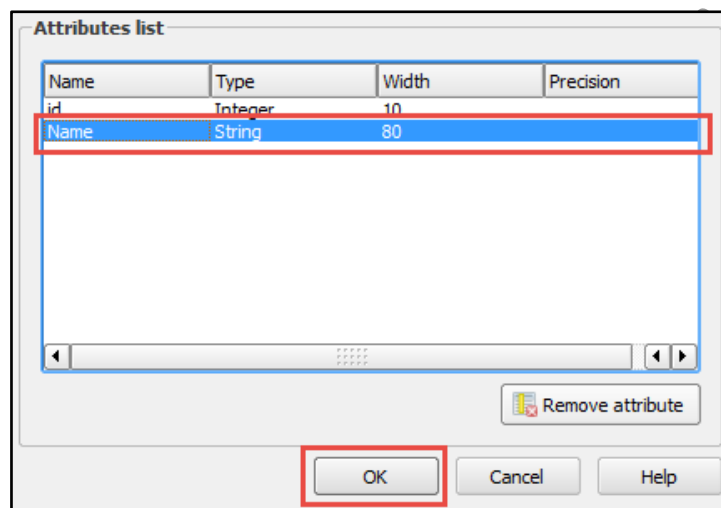 Attributes list
Name Type Width Precision
id Integer 10
Name String 80
Remove attribute
OK Cancel Help